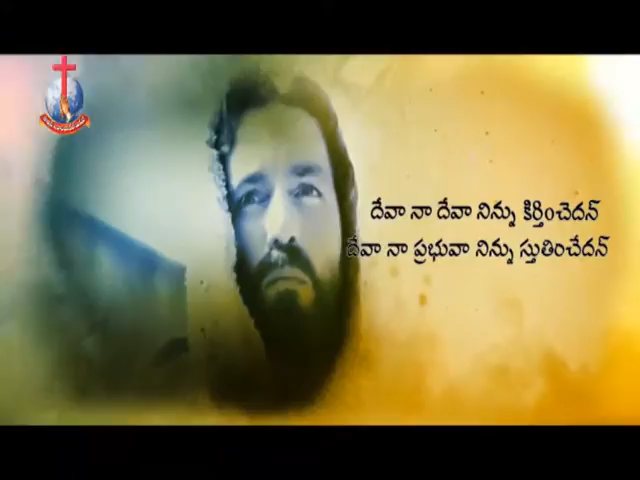 దేవా నా దేవా నిన్ను కీర్తించెదన్
దేవా నా ప్రభువా నిన్ను స్తుతించేదన్